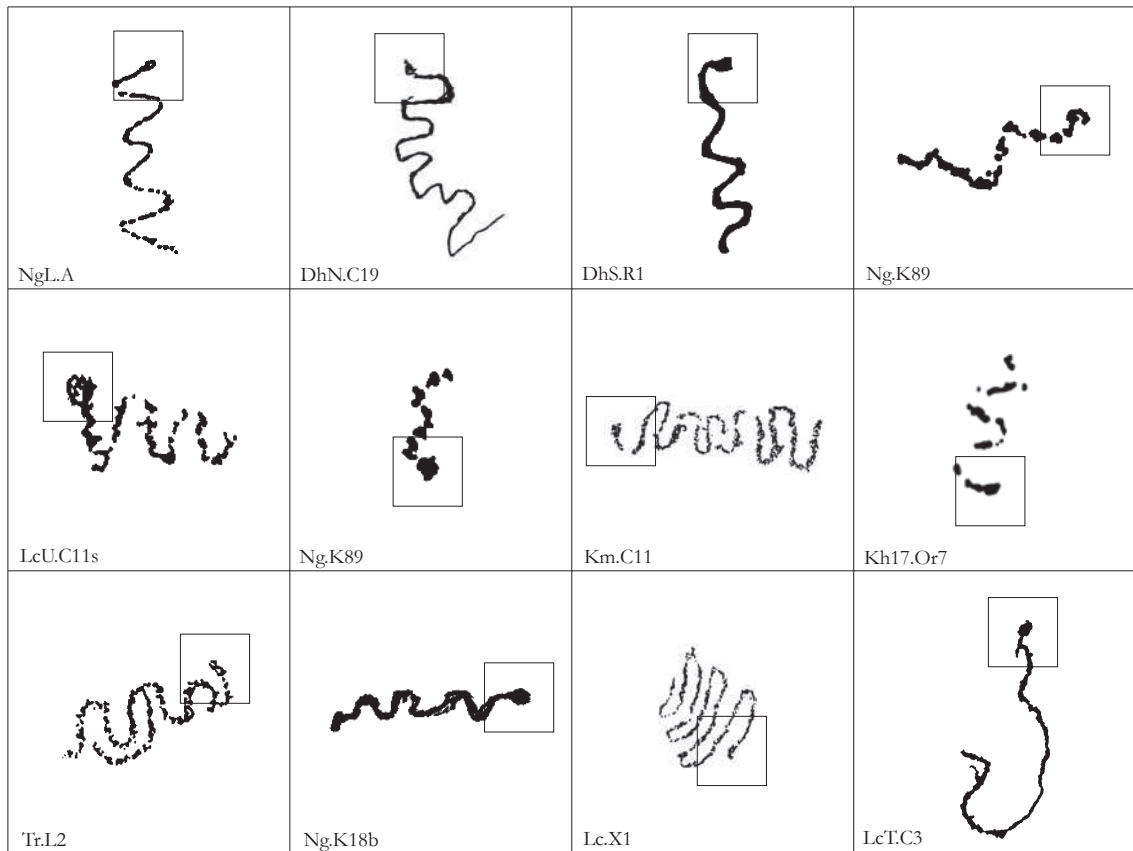 NgL.A
DhN.C19
DhS.R1
Ng.K89
LcU.C11s
Ng.K89
Km.C11
Kh17.Or7
Tr.L2
Ng.K18b
Lc.X1
LcT.C3